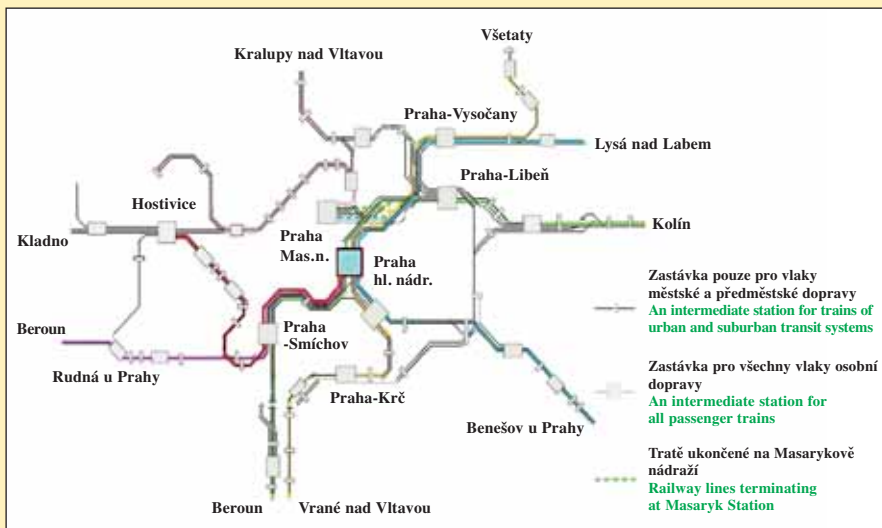 Všetaty
Kralupy nad Vltavou
Praha-Vysočany
Lysá nad Labem
Praha-Libeň
Hostivice
Kolín
Kladno
Praha
Mas.n.
Praha
hl. nádr.
Beroun
Praha
-Smíchov
Rudná u Prahy
Praha-Krč
Benešov u Prahy
Beroun
Vrané nad Vltavou
Zastávka pouze pro vlaky
městské a předměstské dopravy
An intermediate station for trains of
urban and suburban transit systems
Zastávka pro všechny vlaky osobní
dopravy
An intermediate station for
all passenger trains
Tratě ukončené na Masarykově
nádraží
Railway lines terminating
at Masaryk Station